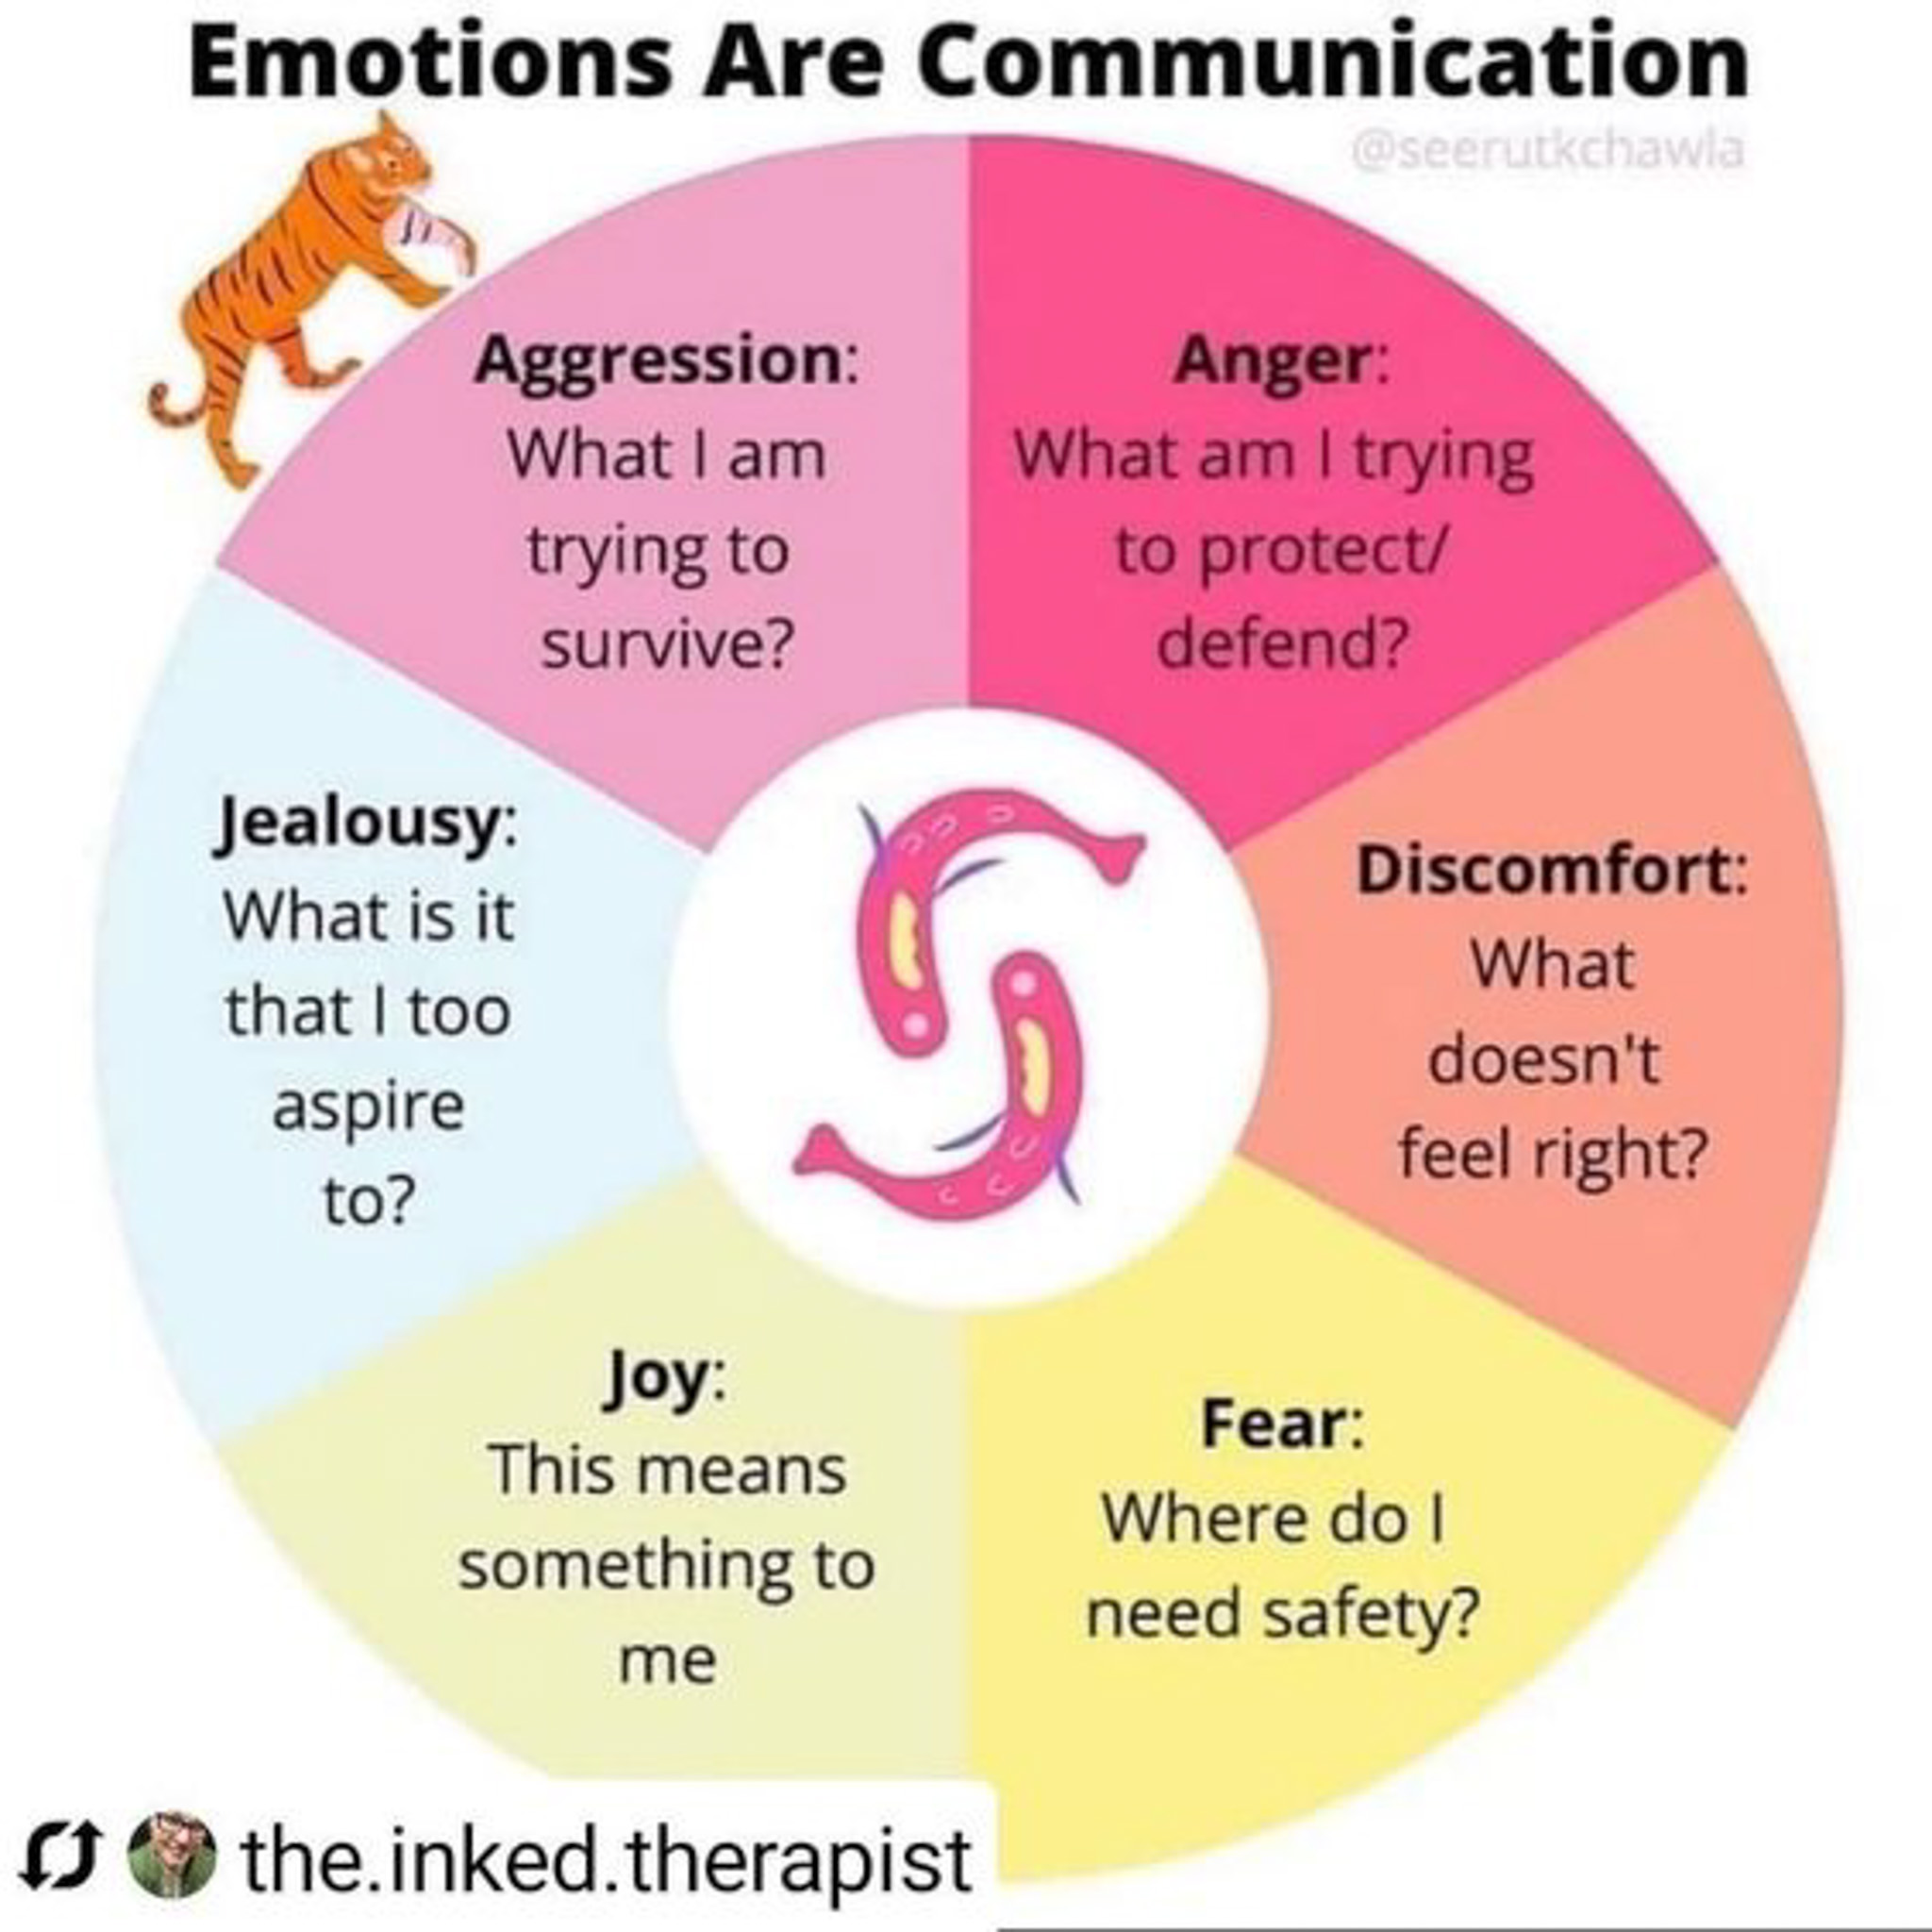 Emotions Are Communication
@seerutkchawla
Aggression:
What I am
trying to
survive?
Anger:
What am I trying
to protect/
defend?
Discomfort:
What
doesn't
feel right?
Fear:
Where do I
need safety?
Joy:
This means
something to
me
Jealousy:
What is it
that I too
aspire
to?
the.inked.therapist